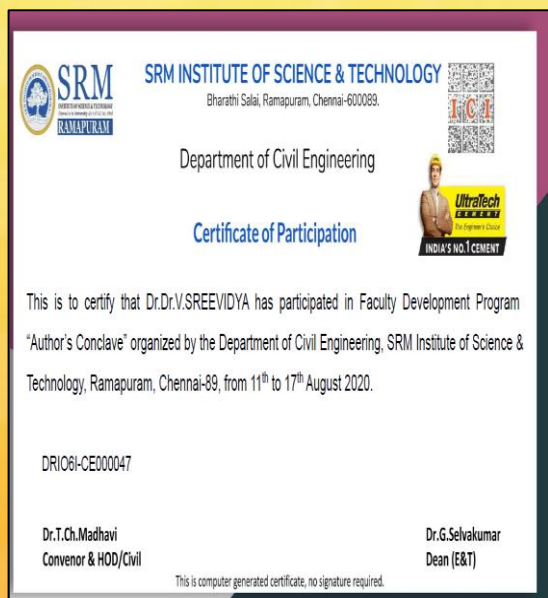 SRM
INSTITUTE OF SCIENCE & TECHNOLOGY
RAMAPURAM
SRM INSTITUTE OF SCIENCE & TECHNOLOGY
Bharathi Salai, Ramapuram, Chennai-600089.
ICI
Department of Civil Engineering
UltraTech
CEMENT
The Engineer's Choice
INDIA'S NO.1 CEMENT
Certificate of Participation
This is to certify that Dr.Dr.V.SREEVIDYA has participated in Faculty Development Program
"Author's Conclave" organized by the Department of Civil Engineering, SRM Institute of Science &
Technology, Ramapuram, Chennai-89, from 11th to 17th August 2020.
DRIO6I-CE000047
Dr.T.Ch.Madhavi
Convenor & HOD/Civil
Dr.G.Selvakumar
Dean (E&T)
This is computer generated certificate, no signature required.